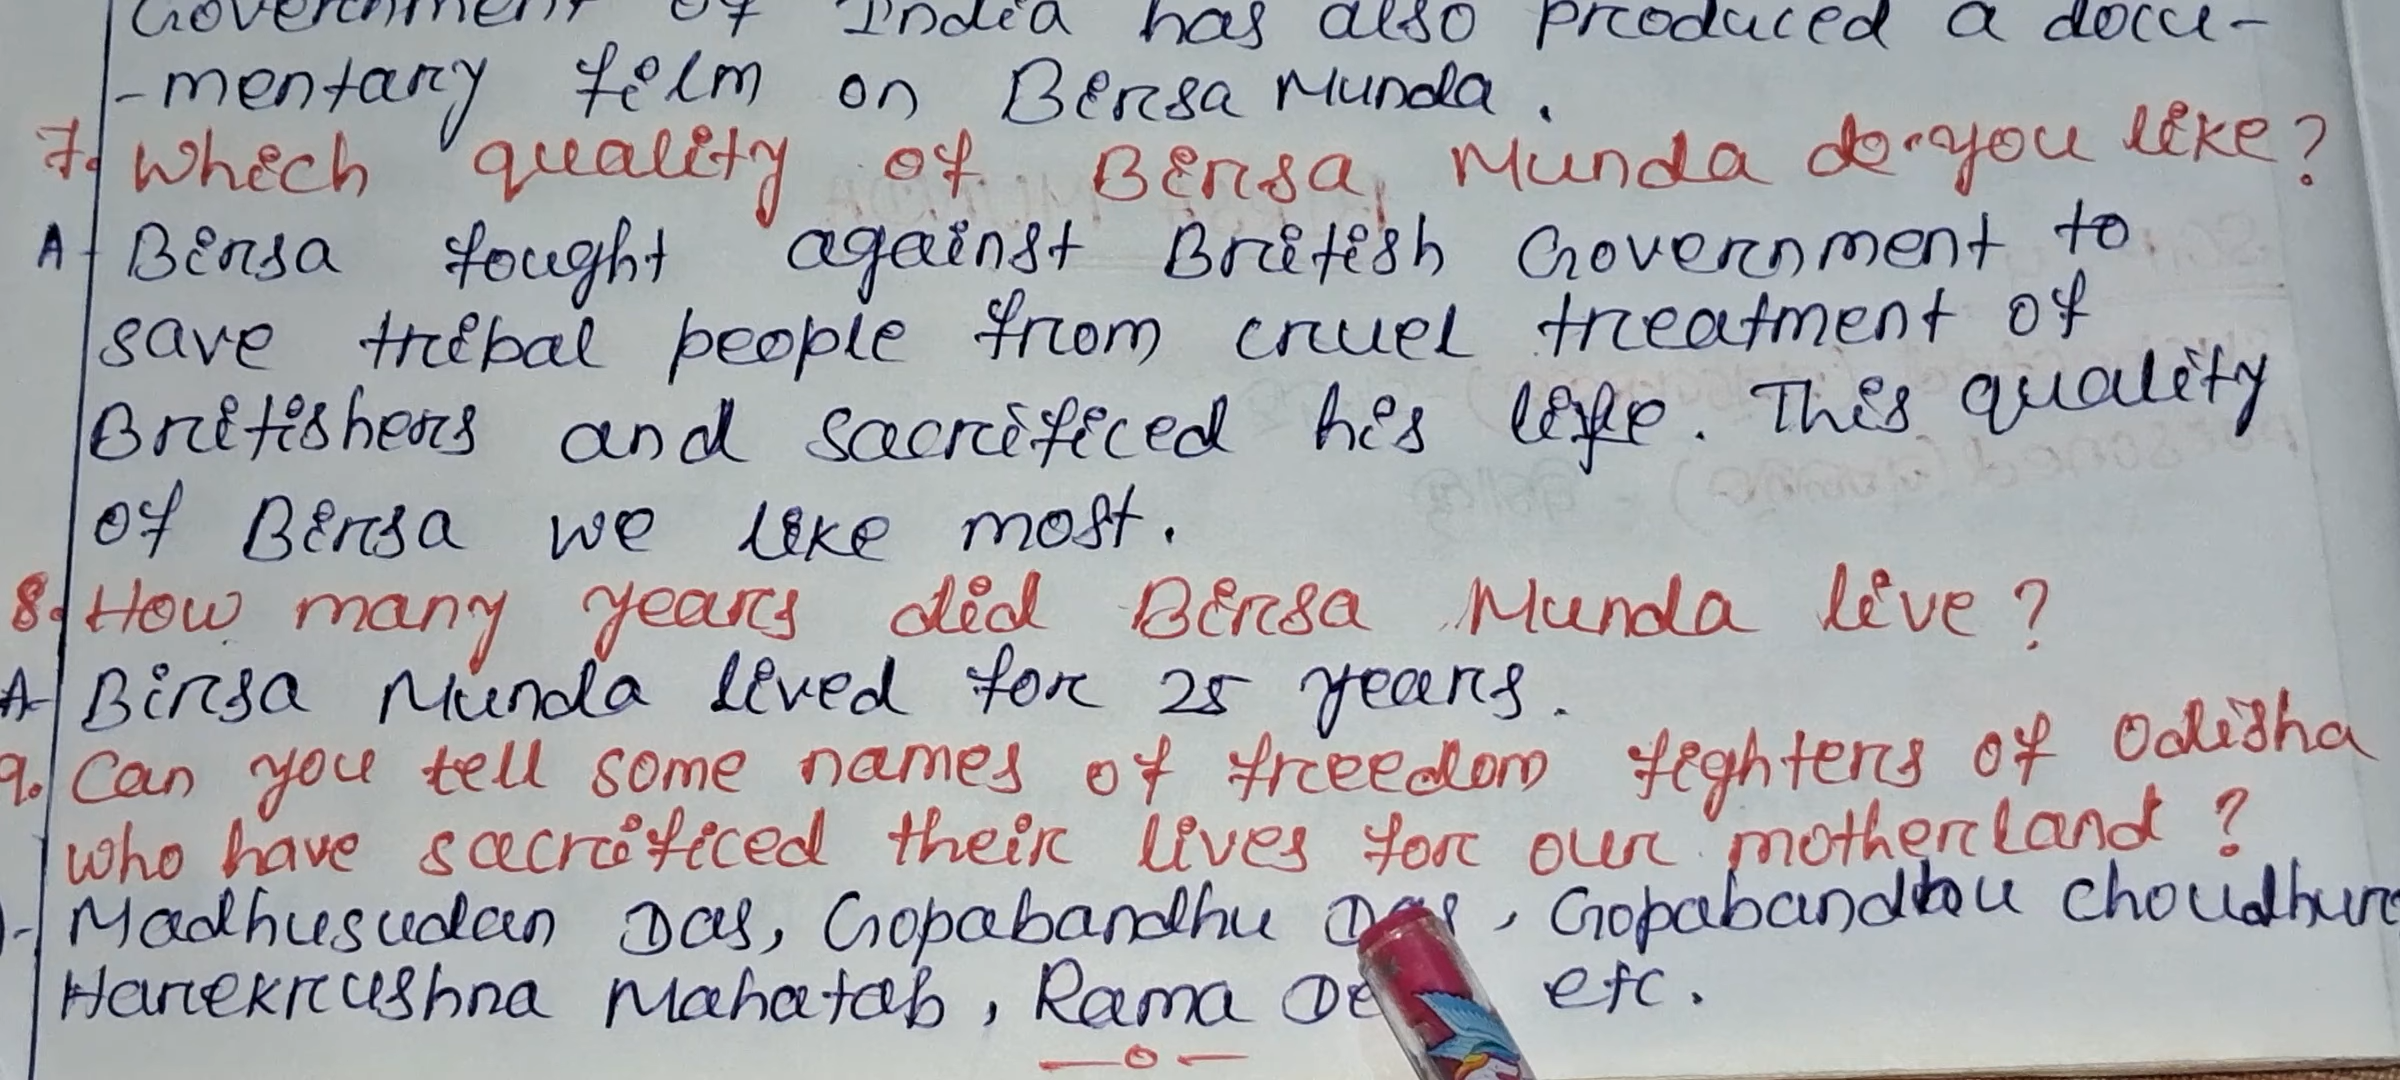 Government of India has also produced a docu-
-mentary film on Birsa Munda.
7. Which quality of Birsa Munda do you like?
A- Birsa fought against British Government to
save tribal people from cruel treatment of
Britishers and sacrificed his life. This quality
of Birsa we like most.
8. How many years did Birsa Munda live?
A- Birsa Munda lived for 25 years.
9. Can you tell some names of freedom fighters of Odisha
who have sacrificed their lives for our motherland?
- Madhusudan Das, Gopabandhu Das, Gopabandhu Choudhury
Harekrushna Mahatab, Rama etc.